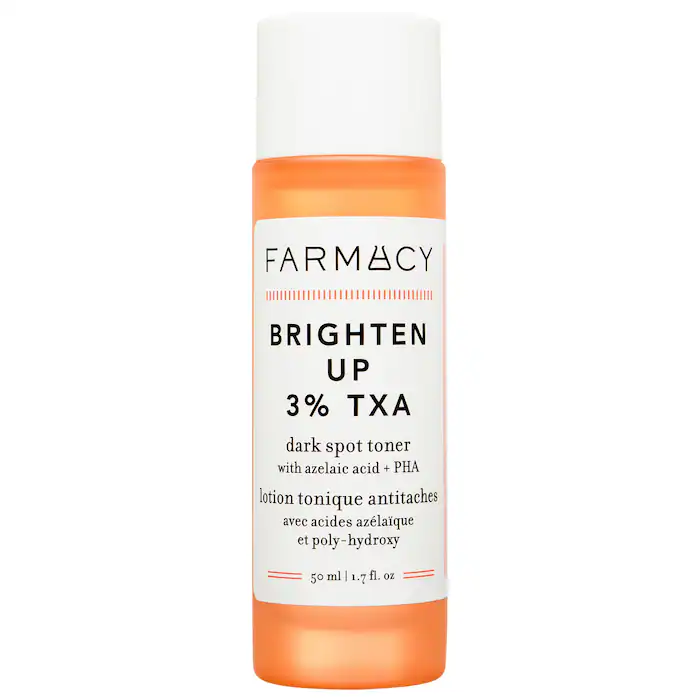 FARMACY
BRIGHTEN
UP
3% TXA
dark spot toner
with azelaic acid + PHA
lotion tonique antitaches
avec acides azélaïque
et poly-hydroxy
50 ml | 1.7 fl. oz